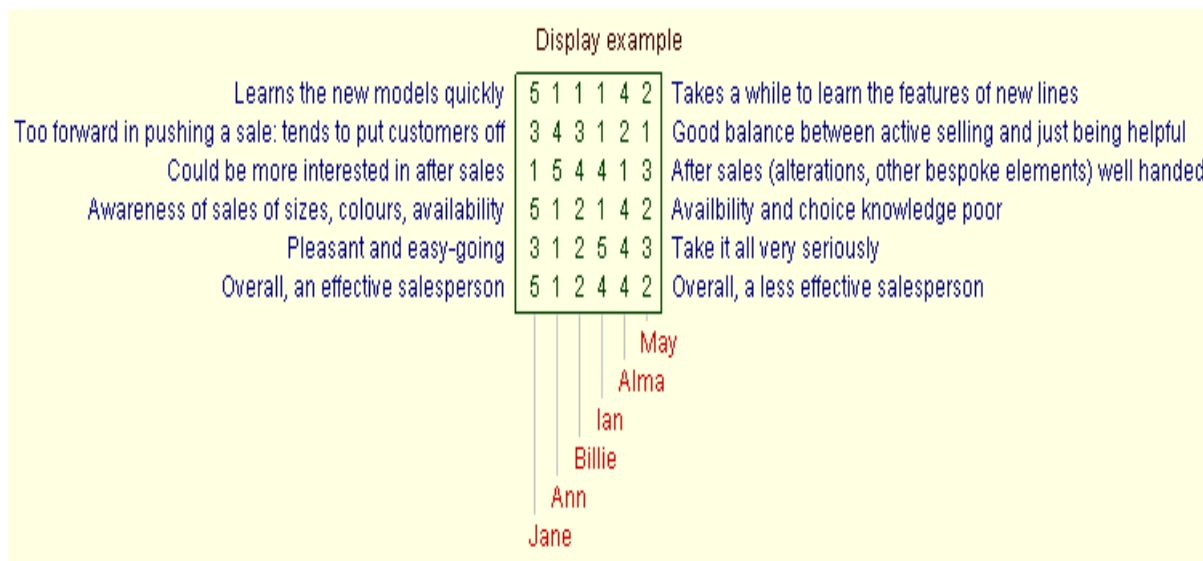 Display example
Learns the new models quickly 5 1 1 1 4 2 Takes a while to learn the features of new lines
Too forward in pushing a sale: tends to put customers off 3 4 3 1 2 1 Good balance between active selling and just being helpful
Could be more interested in after sales 1 5 4 4 1 3 After sales (alterations, other bespoke elements) well handed
Awareness of sales of sizes, colours, availability 5 1 2 1 4 2 Availbility and choice knowledge poor
Pleasant and easy-going 3 1 2 5 4 3 Take it all very seriously
Overall, an effective salesperson 5 1 2 4 4 2 Overall, a less effective salesperson
May
Alma
Ian
Billie
Ann
Jane